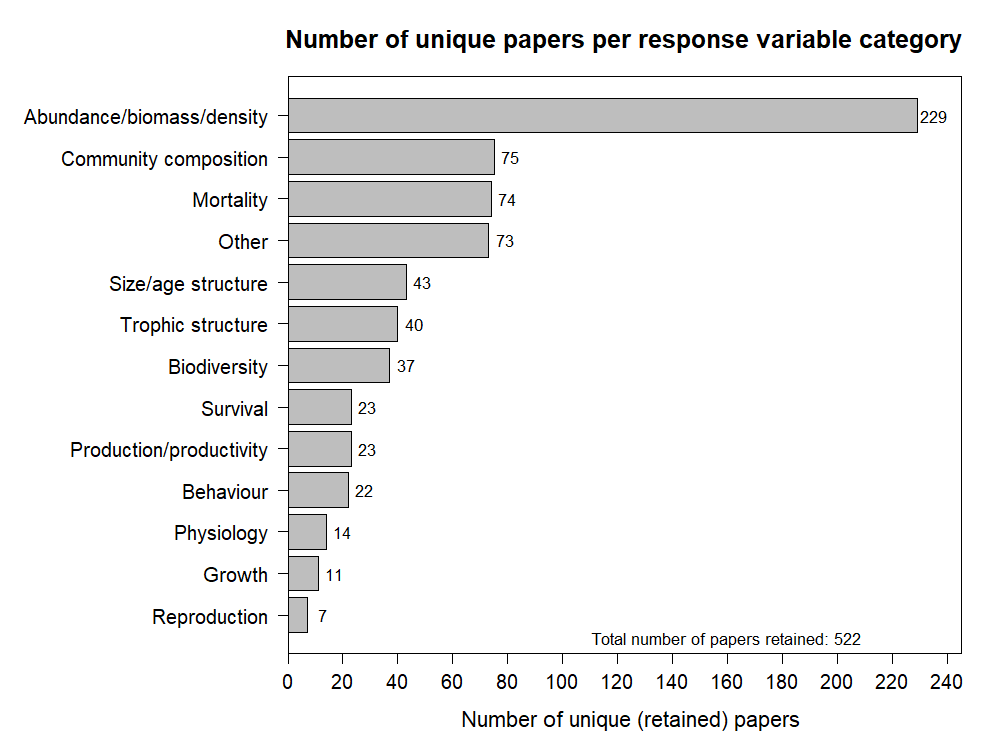 Number of unique papers per response variable category
Abundance/biomass/density 229
Community composition 75
Mortality 74
Other 73
Size/age structure 43
Trophic structure 40
Biodiversity 37
Survival 23
Production/productivity 23
Behaviour 22
Physiology 14
Growth 11
Reproduction 7
Total number of papers retained: 522
0 20 40 60 80 100 120 140 160 180 200 220 240
Number of unique (retained) papers